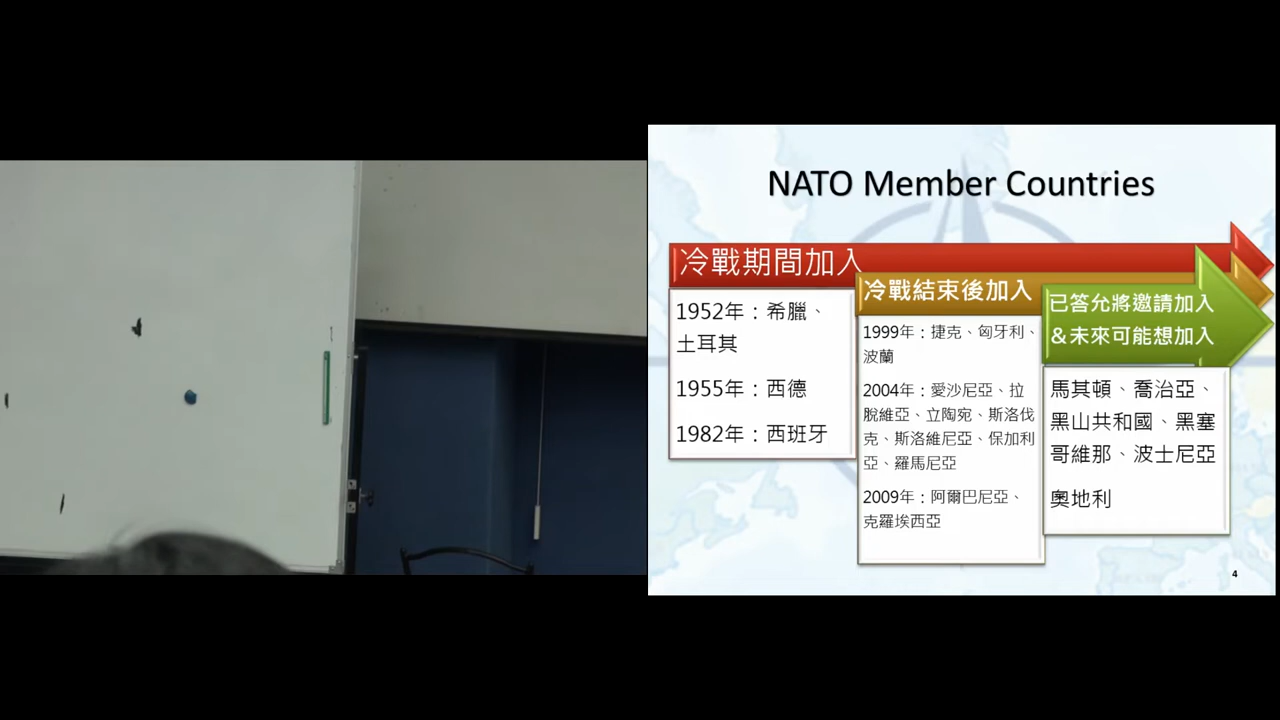 NATO Member Countries
冷戰期間加入
1952年：希臘、
土耳其
1955年：西德
1982年：西班牙
冷戰結束後加入
1999年：捷克、匈牙利、
波蘭
2004年：愛沙尼亞、拉
脫維亞、立陶宛、斯洛伐
克、斯洛維尼亞、保加利
亞、羅馬尼亞
2009年：阿爾巴尼亞、
克羅埃西亞
已答允將邀請加入
＆未來可能想加入
馬其頓、喬治亞、
黑山共和國、黑塞
哥維那、波士尼亞
奧地利
4